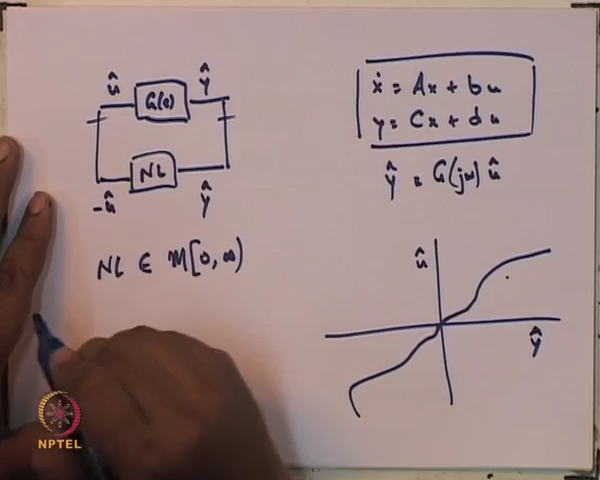 û ŷ
G(s)
NL
-û ŷ
NL ∈ M[0, ∞)
ẋ = Ax + bu
y = Cx + du
ŷ = G(jω) û
û
ŷ
NPTEL